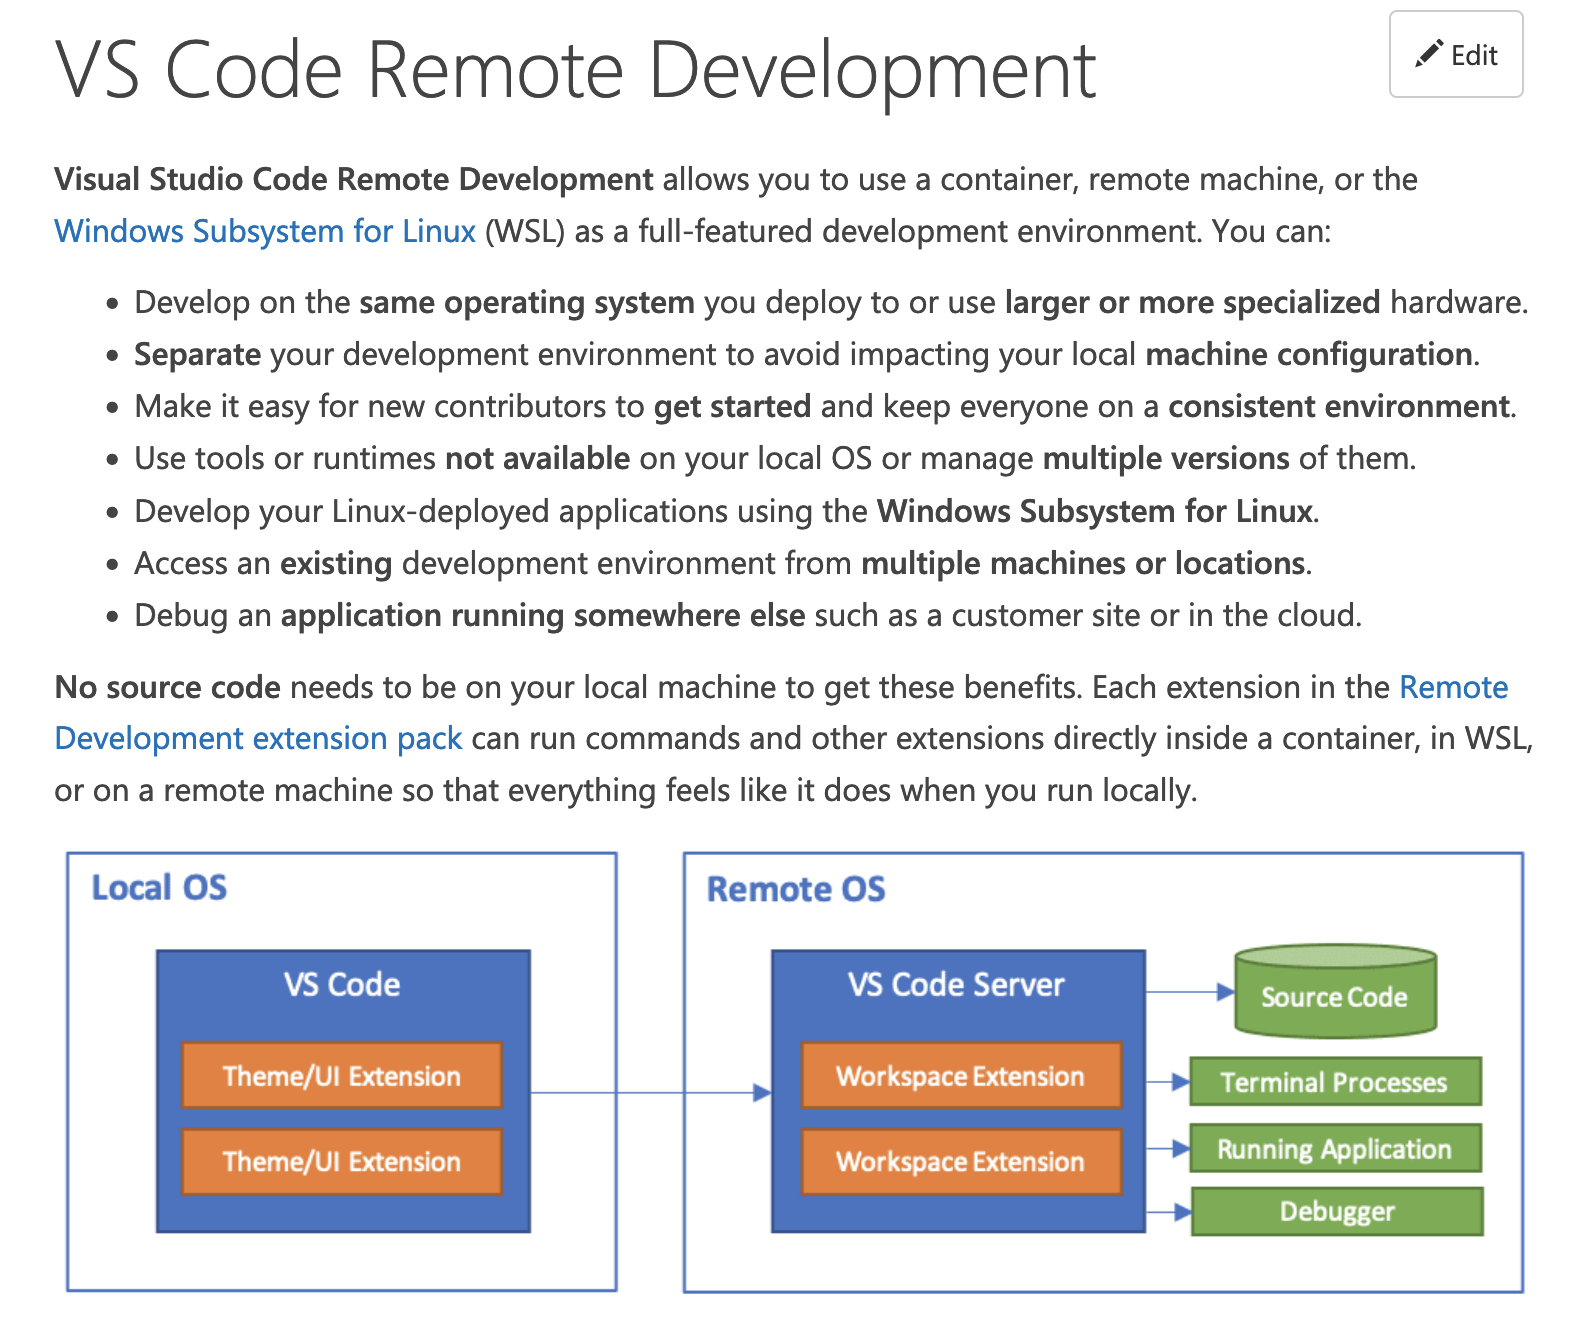 VS Code Remote Development
Edit
Visual Studio Code Remote Development allows you to use a container, remote machine, or the
Windows Subsystem for Linux (WSL) as a full-featured development environment. You can:
• Develop on the same operating system you deploy to or use larger or more specialized hardware.
• Separate your development environment to avoid impacting your local machine configuration.
• Make it easy for new contributors to get started and keep everyone on a consistent environment.
• Use tools or runtimes not available on your local OS or manage multiple versions of them.
• Develop your Linux-deployed applications using the Windows Subsystem for Linux.
• Access an existing development environment from multiple machines or locations.
• Debug an application running somewhere else such as a customer site or in the cloud.
No source code needs to be on your local machine to get these benefits. Each extension in the Remote
Development extension pack can run commands and other extensions directly inside a container, in WSL,
or on a remote machine so that everything feels like it does when you run locally.
Local OS
VS Code
Theme/UI Extension
Theme/UI Extension
Remote OS
VS Code Server
Workspace Extension
Workspace Extension
Source Code
Terminal Processes
Running Application
Debugger